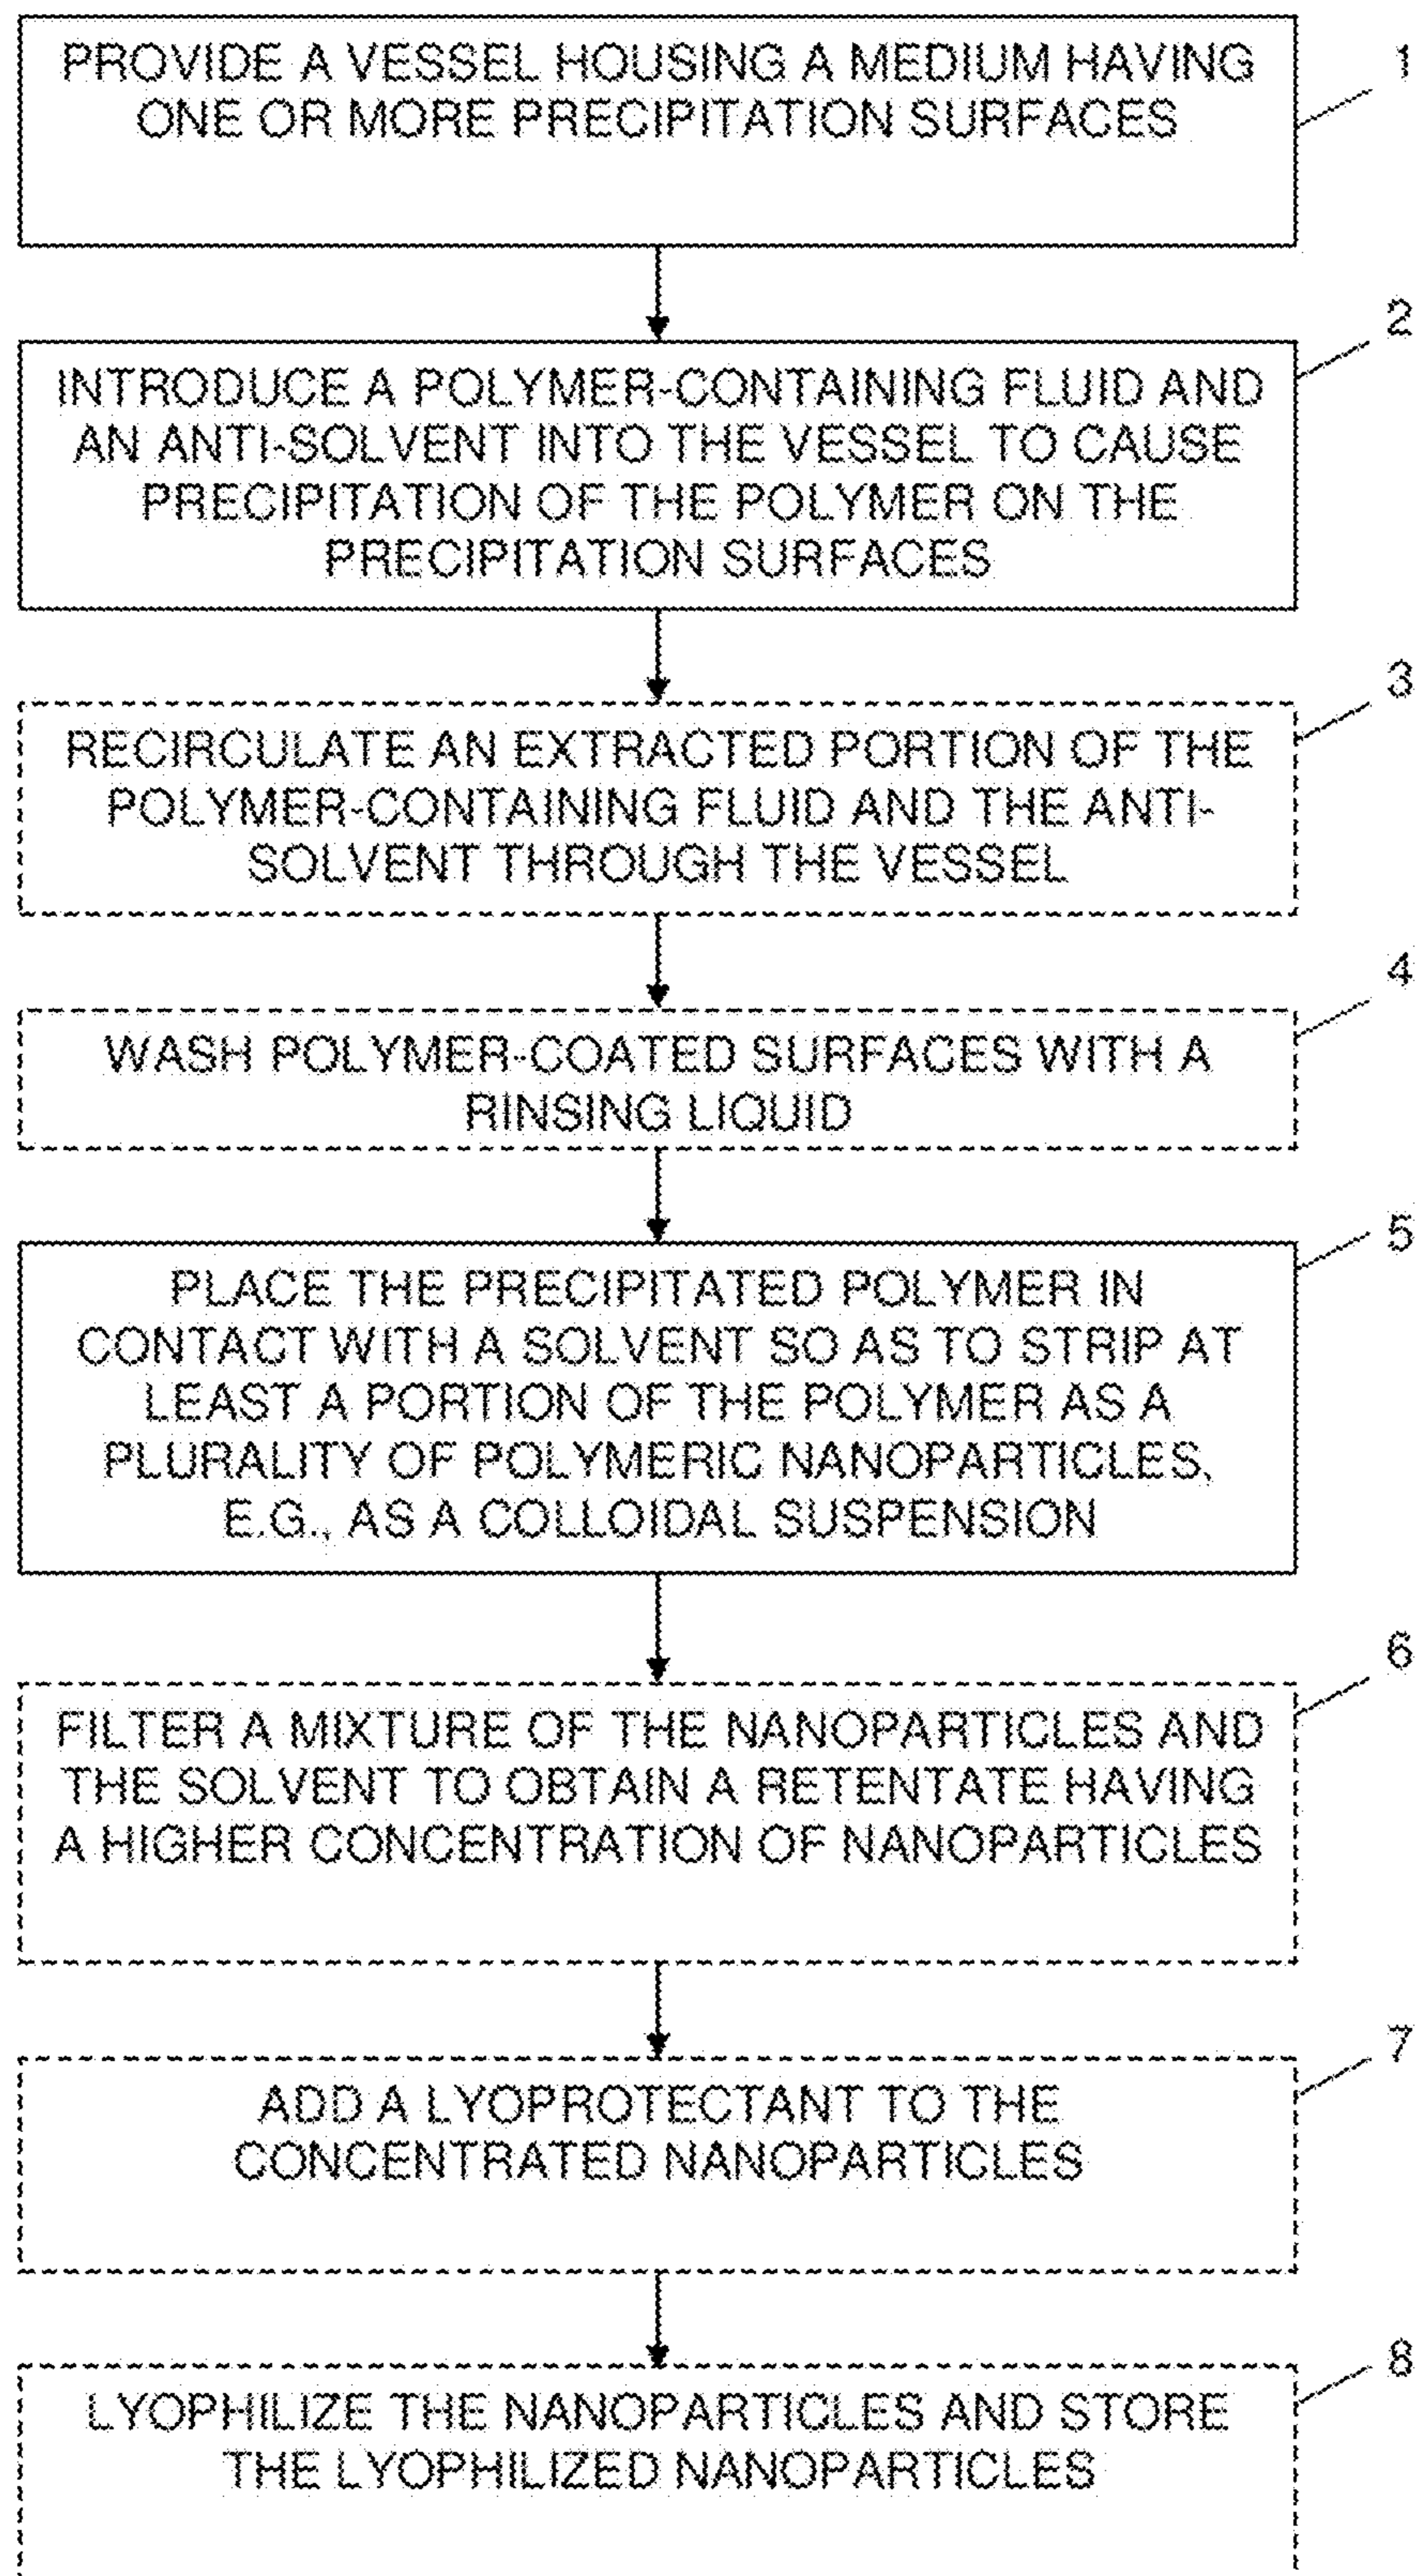 PROVIDE A VESSEL HOUSING A MEDIUM HAVING
ONE OR MORE PRECIPITATION SURFACES
1
INTRODUCE A POLYMER-CONTAINING FLUID AND
AN ANTI-SOLVENT INTO THE VESSEL TO CAUSE
PRECIPITATION OF THE POLYMER ON THE
PRECIPITATION SURFACES
2
RECIRCULATE AN EXTRACTED PORTION OF THE
POLYMER-CONTAINING FLUID AND THE ANTI-
SOLVENT THROUGH THE VESSEL
3
WASH POLYMER-COATED SURFACES WITH A
RINSING LIQUID
4
PLACE THE PRECIPITATED POLYMER IN
CONTACT WITH A SOLVENT SO AS TO STRIP AT
LEAST A PORTION OF THE POLYMER AS A
PLURALITY OF POLYMERIC NANOPARTICLES,
E.G., AS A COLLOIDAL SUSPENSION
5
FILTER A MIXTURE OF THE NANOPARTICLES AND
THE SOLVENT TO OBTAIN A RETENTATE HAVING
A HIGHER CONCENTRATION OF NANOPARTICLES
6
ADD A LYOPROTECTANT TO THE
CONCENTRATED NANOPARTICLES
7
LYOPHILIZE THE NANOPARTICLES AND STORE
THE LYOPHILIZED NANOPARTICLES
8